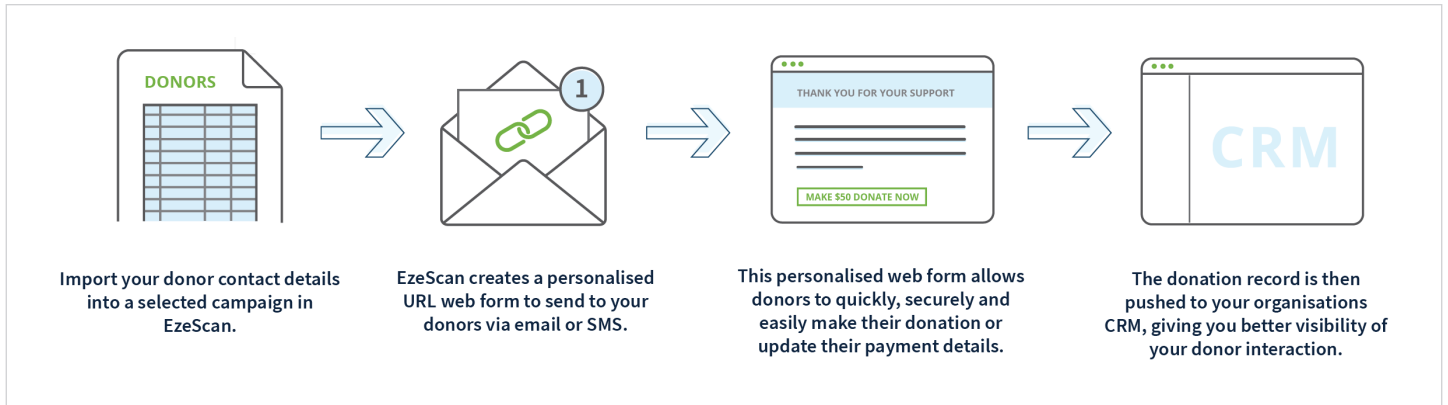 DONORS
1
THANK YOU FOR YOUR SUPPORT
MAKE $50 DONATE NOW
CRM
Import your donor contact details
into a selected campaign in
EzeScan.
EzeScan creates a personalised
URL web form to send to your
donors via email or SMS.
This personalised web form allows
donors to quickly, securely and
easily make their donation or
update their payment details.
The donation record is then
pushed to your organisations
CRM, giving you better visibility of
your donor interaction.